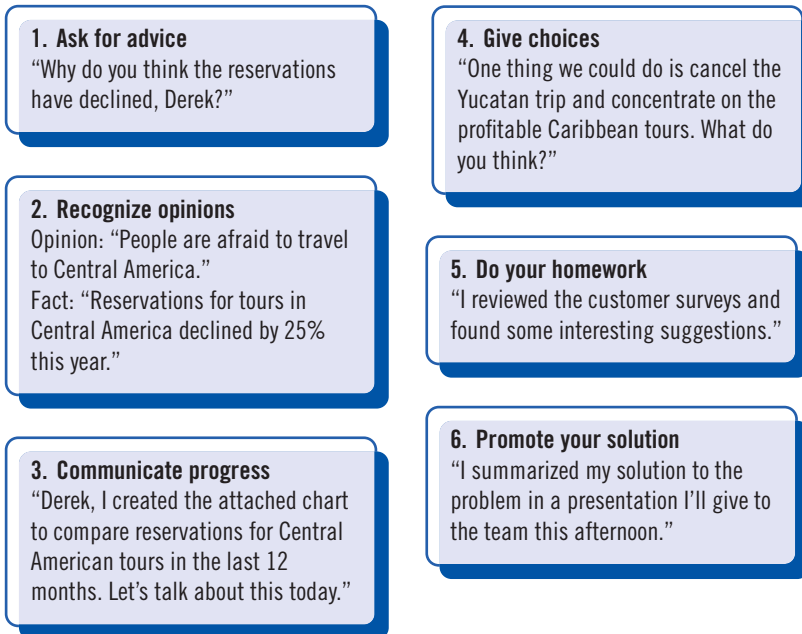 1. Ask for advice
“Why do you think the reservations
have declined, Derek?”
2. Recognize opinions
Opinion: “People are afraid to travel
to Central America.”
Fact: “Reservations for tours in
Central America declined by 25%
this year.”
3. Communicate progress
“Derek, I created the attached chart
to compare reservations for Central
American tours in the last 12
months. Let’s talk about this today.”
4. Give choices
“One thing we could do is cancel the
Yucatan trip and concentrate on the
profitable Caribbean tours. What do
you think?”
5. Do your homework
“I reviewed the customer surveys and
found some interesting suggestions.”
6. Promote your solution
“I summarized my solution to the
problem in a presentation I’ll give to
the team this afternoon.”